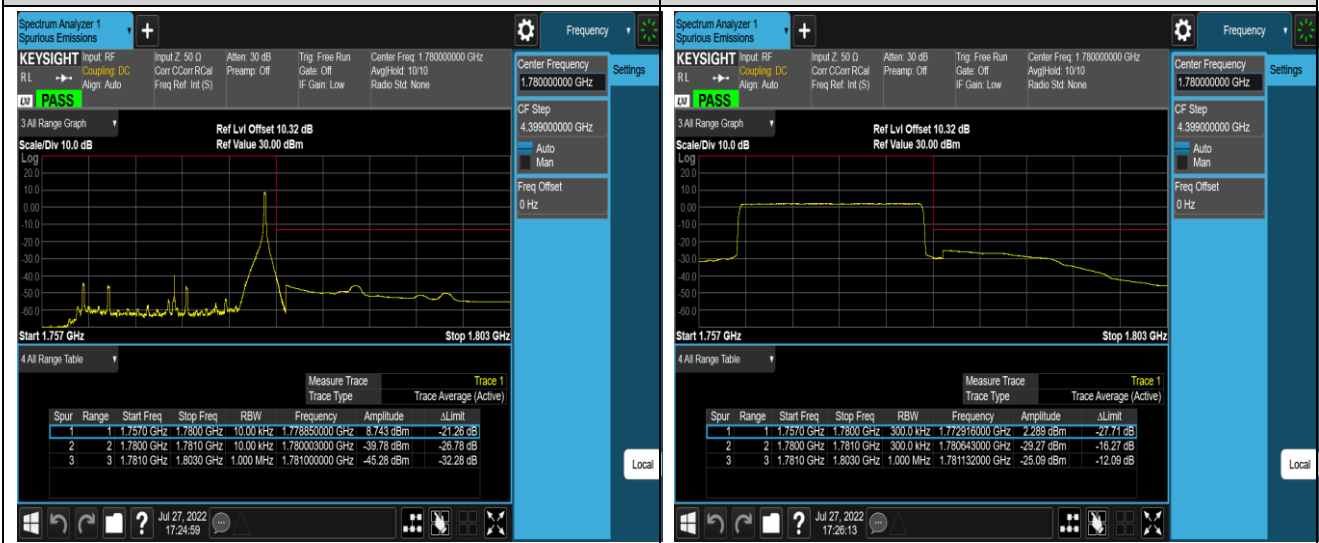 Spectrum Analyzer 1
Spurious Emissions
+
Frequency
KEYSIGHT
RL
Input: RF
Coupling: DC
Align: Auto
Input Z: 50 Ω
Corr CCorr RCal
Freq Ref: Int (S)
Atten: 30 dB
Preamp: Off
Trig: Free Run
Gate: Off
IF Gain: Low
Center Freq: 1.780000000 GHz
Avg|Hold: 10/10
Radio Std: None
LXI PASS
Center Frequency
1.780000000 GHz
Settings
CF Step
4.399000000 GHz
Auto
Man
Freq Offset
0 Hz
3 All Range Graph
Ref Lvl Offset 10.32 dB
Scale/Div 10.0 dB
Ref Value 30.00 dBm
Log
20.0
10.0
0.00
-10.0
-20.0
-30.0
-40.0
-50.0
-60.0
Start 1.757 GHz
Stop 1.803 GHz
4 All Range Table
Measure Trace Trace 1
Trace Type Trace Average (Active)
Spur Range Start Freq Stop Freq RBW Frequency Amplitude ΔLimit
1 1 1.7570 GHz 1.7800 GHz 10.00 kHz 1.778850000 GHz 8.743 dBm -21.26 dB
2 2 1.7800 GHz 1.7810 GHz 10.00 kHz 1.780003000 GHz -39.78 dBm -26.78 dB
3 3 1.7810 GHz 1.8030 GHz 1.000 MHz 1.781000000 GHz -45.28 dBm -32.28 dB
Local
?
Jul 27, 2022
17:24:59
Spectrum Analyzer 1
Spurious Emissions
+
Frequency
KEYSIGHT
RL
Input: RF
Coupling: DC
Align: Auto
Input Z: 50 Ω
Corr CCorr RCal
Freq Ref: Int (S)
Atten: 30 dB
Preamp: Off
Trig: Free Run
Gate: Off
IF Gain: Low
Center Freq: 1.780000000 GHz
Avg|Hold: 10/10
Radio Std: None
LXI PASS
Center Frequency
1.780000000 GHz
Settings
CF Step
4.399000000 GHz
Auto
Man
Freq Offset
0 Hz
3 All Range Graph
Ref Lvl Offset 10.32 dB
Scale/Div 10.0 dB
Ref Value 30.00 dBm
Log
20.0
10.0
0.00
-10.0
-20.0
-30.0
-40.0
-50.0
-60.0
Start 1.757 GHz
Stop 1.803 GHz
4 All Range Table
Measure Trace Trace 1
Trace Type Trace Average (Active)
Spur Range Start Freq Stop Freq RBW Frequency Amplitude ΔLimit
1 1 1.7570 GHz 1.7800 GHz 300.0 kHz 1.772916000 GHz 2.289 dBm -27.71 dB
2 2 1.7800 GHz 1.7810 GHz 300.0 kHz 1.780643000 GHz -29.27 dBm -16.27 dB
3 3 1.7810 GHz 1.8030 GHz 1.000 MHz 1.781132000 GHz -25.09 dBm -12.09 dB
Local
?
Jul 27, 2022
17:26:13